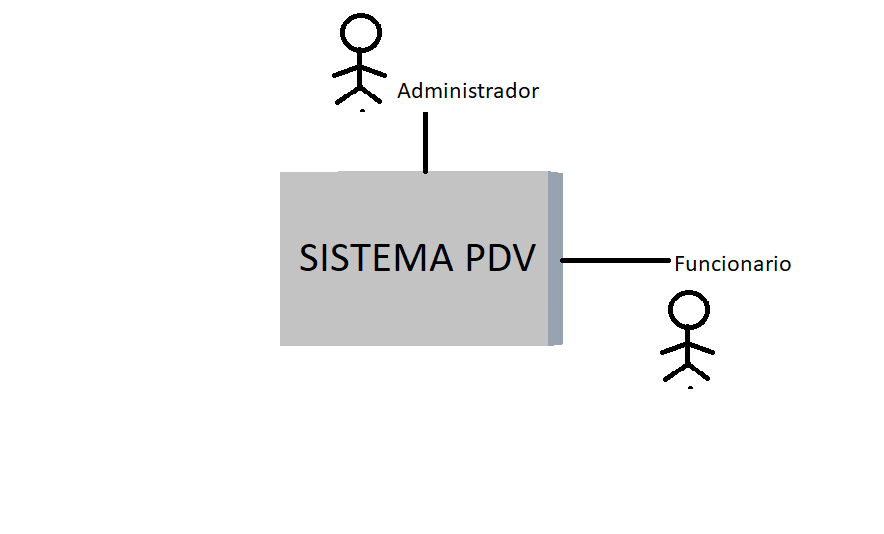 Administrador
SISTEMA PDV
Funcionario